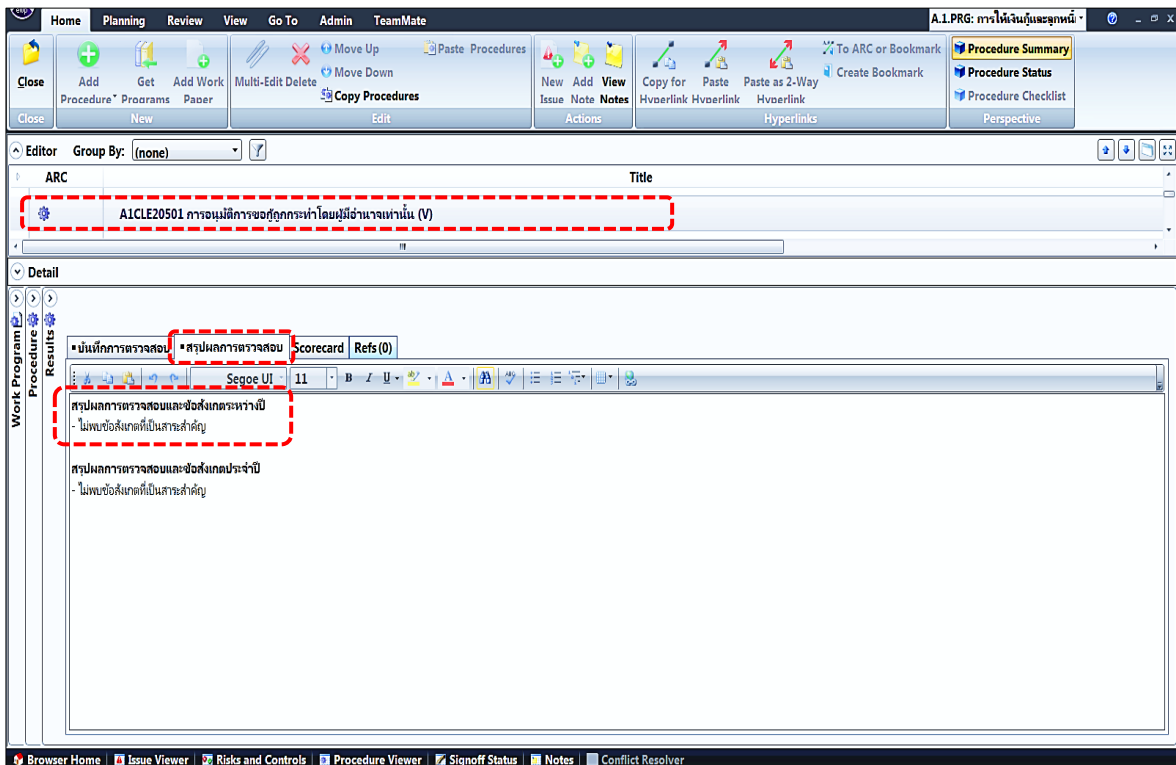 Home Planning Review View Go To Admin TeamMate A.1.PRG: การให้เงินกู้และลูกหนี้
Close
Add Procedure Get Programs Add Work Paper
Multi-Edit Delete
Move Up
Move Down
Copy Procedures
Paste Procedures
New Issue Add Note View Notes
Copy for Hyperlink Paste Hyperlink Paste as 2-Way Hyperlink
To ARC or Bookmark
Create Bookmark
Procedure Summary
Procedure Status
Procedure Checklist
Close New Edit Actions Hyperlinks Perspective
Editor Group By: (none)
ARC Title
A1CLE20501 การอนุมัติการขอกู้ถูกกระทำโดยผู้มีอำนาจเท่านั้น (V)
Detail
Work Program
Procedure
Results
บันทึกการตรวจสอบ สรุปผลการตรวจสอบ Scorecard Refs (0)
Segoe UI 11 B I U A
สรุปผลการตรวจสอบและข้อสังเกตระหว่างปี
- ไม่พบข้อสังเกตที่เป็นสาระสำคัญ
สรุปผลการตรวจสอบและข้อสังเกตประจำปี
- ไม่พบข้อสังเกตที่เป็นสาระสำคัญ
Browser Home Issue Viewer Risks and Controls Procedure Viewer Signoff Status Notes Conflict Resolver